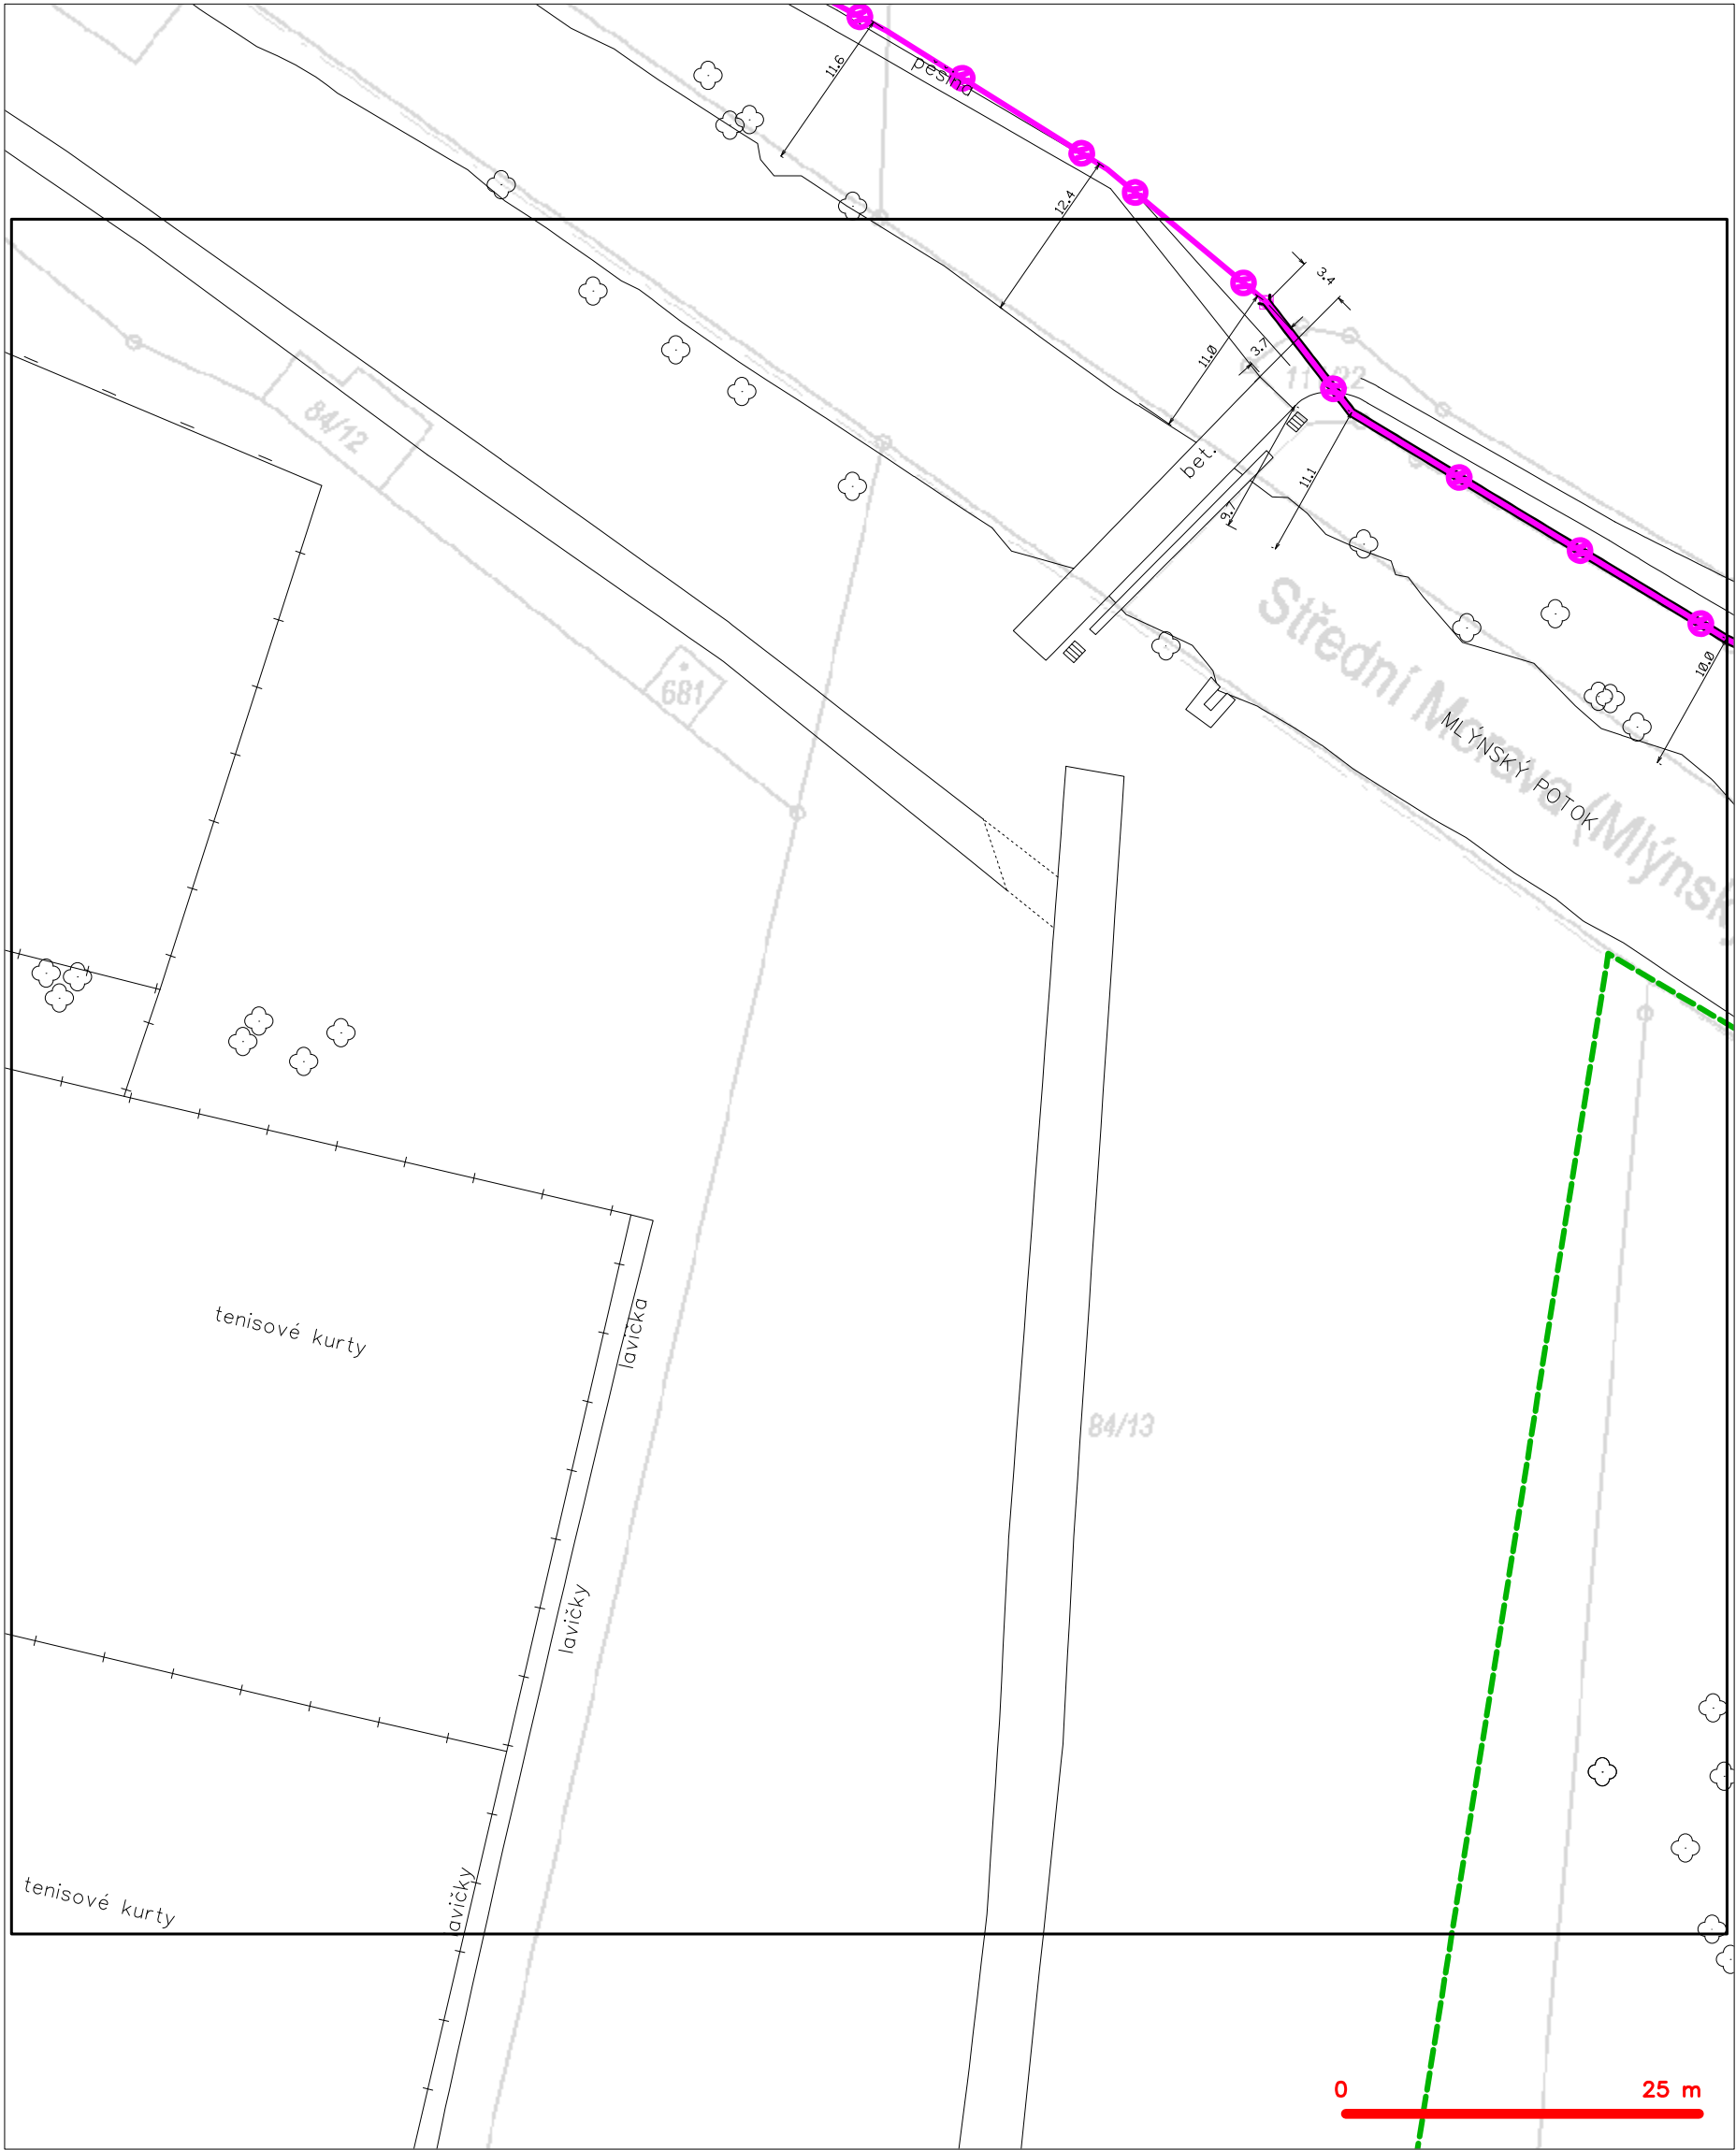 11.6
pěšina
12.4
3.4
11.0
3.7
84/12
bet.
11.1
9.7
Střední Morava (Mlýnsk
681
10.0
MLÝNSKÝ POTOK
tenisové kurty
lavička
84/13
lavičky
tenisové kurty
lavičky
0 25 m